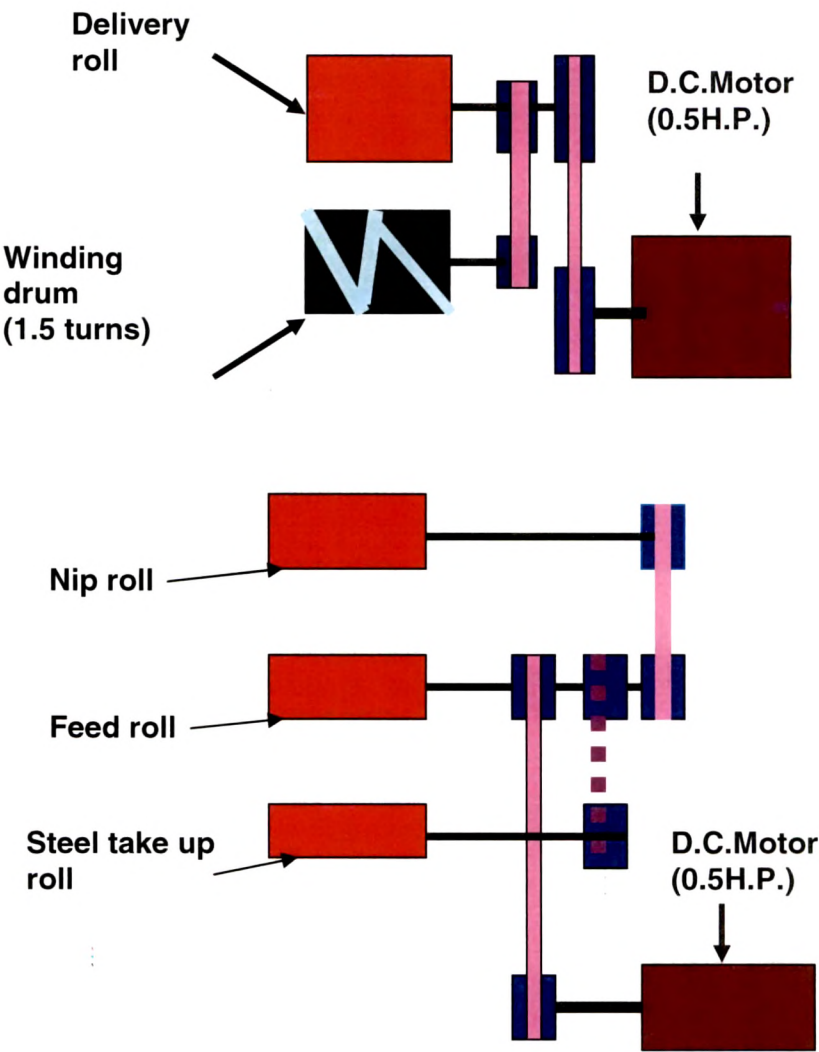 Delivery
roll
D.C.Motor
(0.5H.P.)
Winding
drum
(1.5 turns)
Nip roll
Feed roll
Steel take up
roll
D.C.Motor
(0.5H.P.)